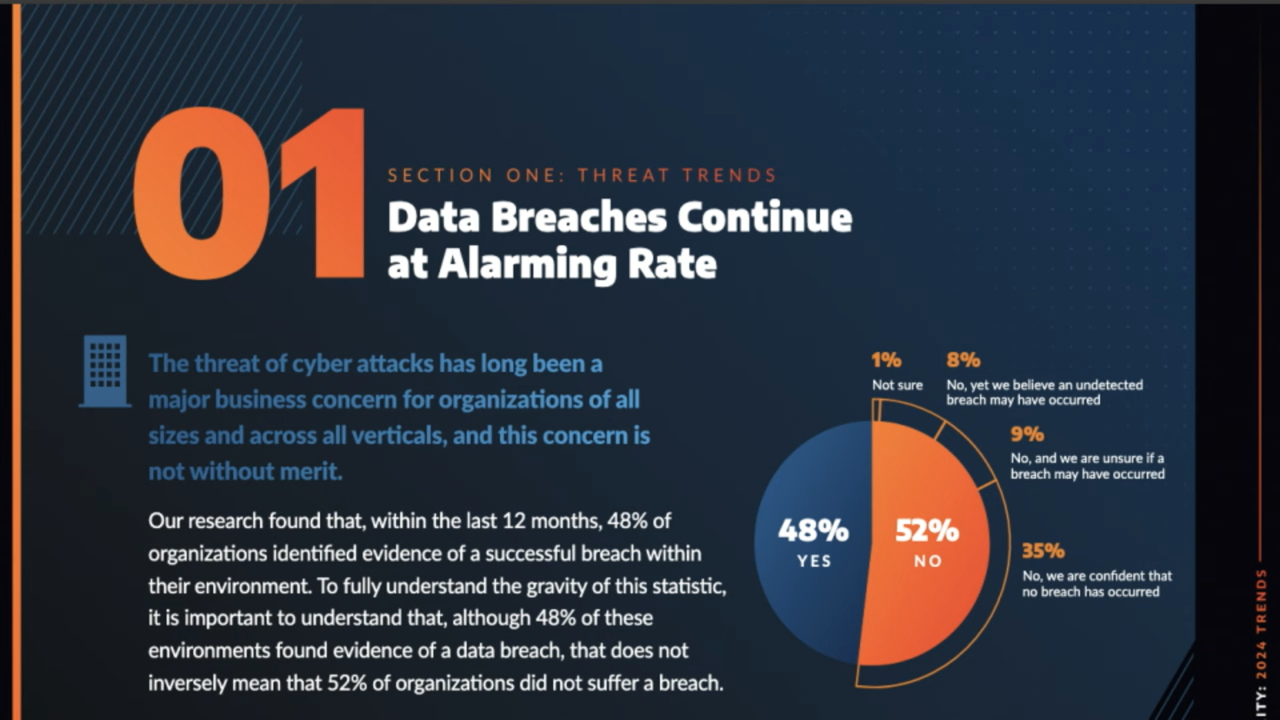 01
SECTION ONE: THREAT TRENDS
Data Breaches Continue
at Alarming Rate
The threat of cyber attacks has long been a
major business concern for organizations of all
sizes and across all verticals, and this concern is
not without merit.
Our research found that, within the last 12 months, 48% of
organizations identified evidence of a successful breach within
their environment. To fully understand the gravity of this statistic,
it is important to understand that, although 48% of these
environments found evidence of a data breach, that does not
inversely mean that 52% of organizations did not suffer a breach.
1%
Not sure
8%
No, yet we believe an undetected
breach may have occurred
9%
No, and we are unsure if a
breach may have occurred
48%
YES
52%
NO
35%
No, we are confident that
no breach has occurred
ITY: 2024 TRENDS